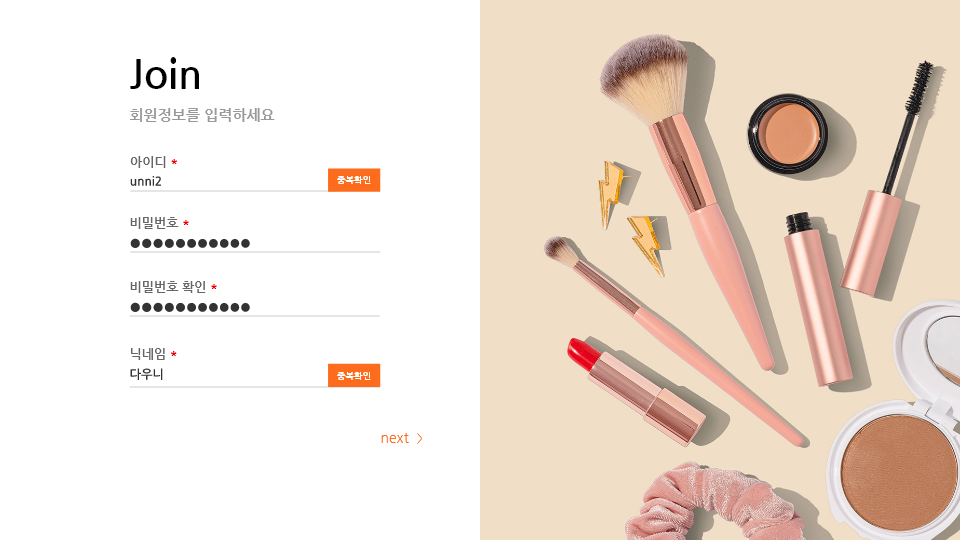 Join
회원정보를 입력하세요
아이디 *
unni2
중복확인
비밀번호 *
●●●●●●●●●●●
비밀번호 확인 *
●●●●●●●●●●●
닉네임 *
다우니
중복확인
next >